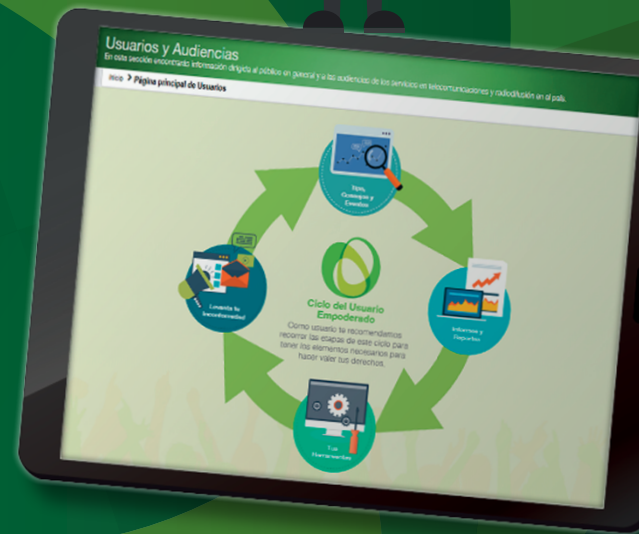 Usuarios y Audiencias
En esta sección encontrarás información dirigida al público en general y a las audiencias de los servicios en telecomunicaciones y radiodifusión en el país.
Inicio > Página principal de Usuarios
Tips,
Consejos y
Estudios
Levanta tu
Inconformidad
Ciclo del Usuario
Empoderado
Como usuario te recomendamos
recorrer las etapas de este ciclo para
tener los elementos necesarios para
hacer valer tus derechos.
Informes y
Reportes
Tus
Herramientas